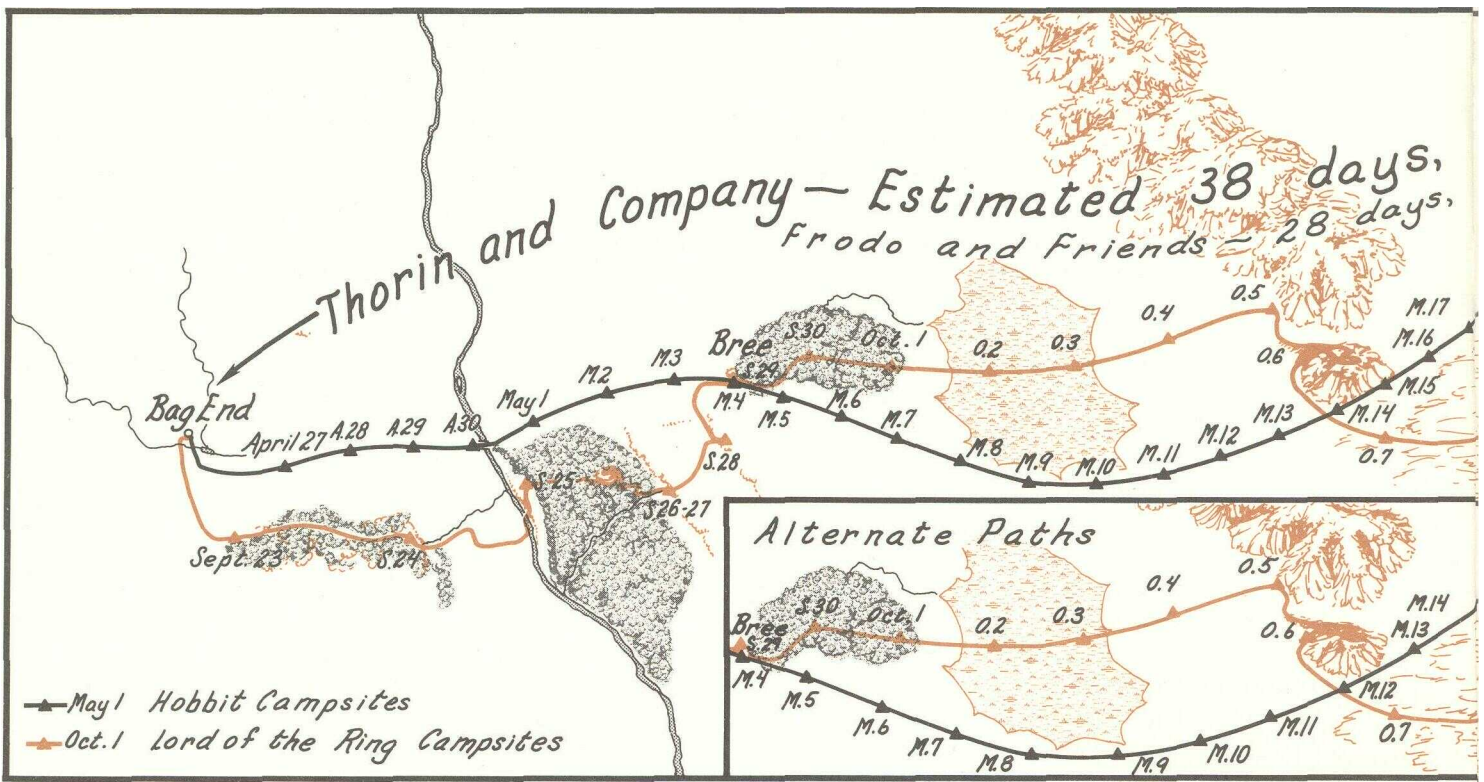 Thorin and Company — Estimated 38 days,
Frodo and Friends — 28 days,
Bag End
April 27
A.28
A.29
A.30
May 1
M.2
M.3
Bree
M.4
M.5
M.6
M.7
M.8
M.9
M.10
M.11
M.12
M.13
M.14
M.15
M.16
M.17
Sept. 23
S.24
S.25
S.26-27
S.28
S.29
S.30
Oct. 1
O.2
O.3
O.4
O.5
O.6
O.7
Alternate Paths
Bree
S.29
S.30
Oct. 1
O.2
O.3
O.4
O.5
O.6
O.7
M.4
M.5
M.6
M.7
M.8
M.9
M.10
M.11
M.12
M.13
M.14
May 1 Hobbit Campsites
Oct. 1 Lord of the Ring Campsites